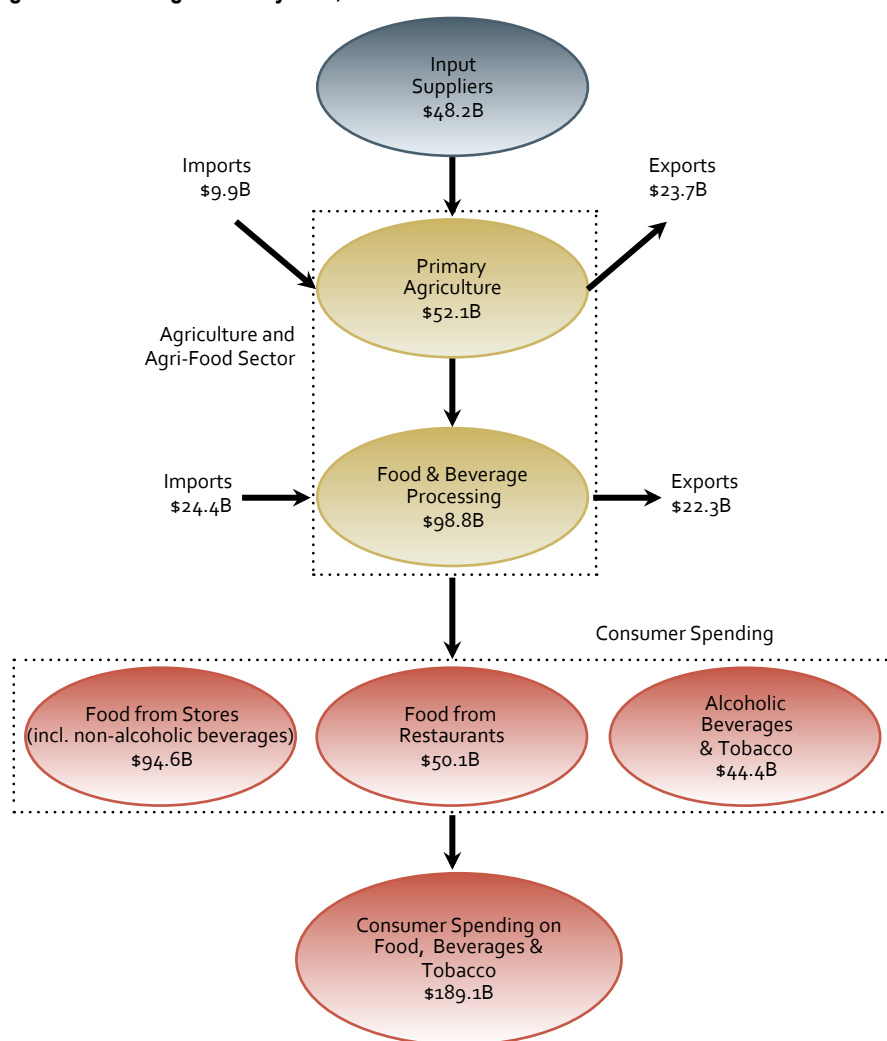 Input
Suppliers
$48.2B
Imports
$9.9B
Exports
$23.7B
Primary
Agriculture
$52.1B
Agriculture and
Agri-Food Sector
Imports
$24.4B
Food & Beverage
Processing
$98.8B
Exports
$22.3B
Consumer Spending
Food from Stores
(incl. non-alcoholic beverages)
$94.6B
Food from
Restaurants
$50.1B
Alcoholic
Beverages
& Tobacco
$44.4B
Consumer Spending on
Food, Beverages &
Tobacco
$189.1B